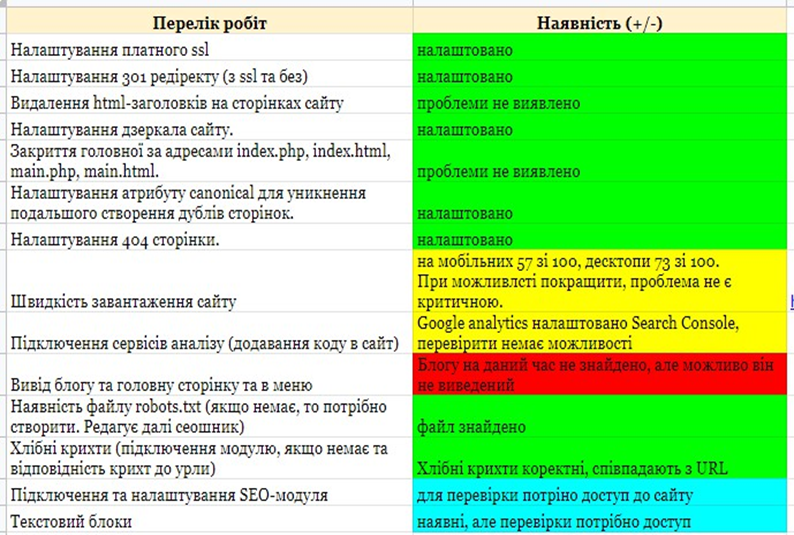 Перелік робіт
Наявність (+/-)
Налаштування платного ssl
налаштовано
Налаштування 301 редіректу (з ssl та без)
налаштовано
Видалення html-заголовків на сторінках сайту
проблеми не виявлено
Налаштування дзеркала сайту.
налаштовано
Закриття головної за адресами index.php, index.html,
main.php, main.html.
проблеми не виявлено
Налаштування атрибуту canonical для уникнення
подальшого створення дублів сторінок.
налаштовано
Налаштування 404 сторінки.
налаштовано
Швидкість завантаження сайту
на мобільних 57 зі 100, десктопи 73 зі 100.
При можливлсті покращити, проблема не є
критичною.
Підключення сервісів аналізу (додавання коду в сайт)
Google analytics налаштовано Search Console,
перевірити немає можливості
Вивід блогу та головну сторінку та в меню
Блогу на даний час не знайдено, але можливо він
не виведений
Наявність файлу robots.txt (якщо немає, то потрібно
створити. Редагує далі сеошник)
файл знайдено
Хлібні крихти (підключення модулю, якщо немає та
відповідність крихт до урли)
Хлібні крихти коректні, співпадають з URL
Підключення та налаштування SEO-модуля
для перевірки потріно доступ до сайту
Текстовий блоки
наявні, але перевірки потрібно доступ